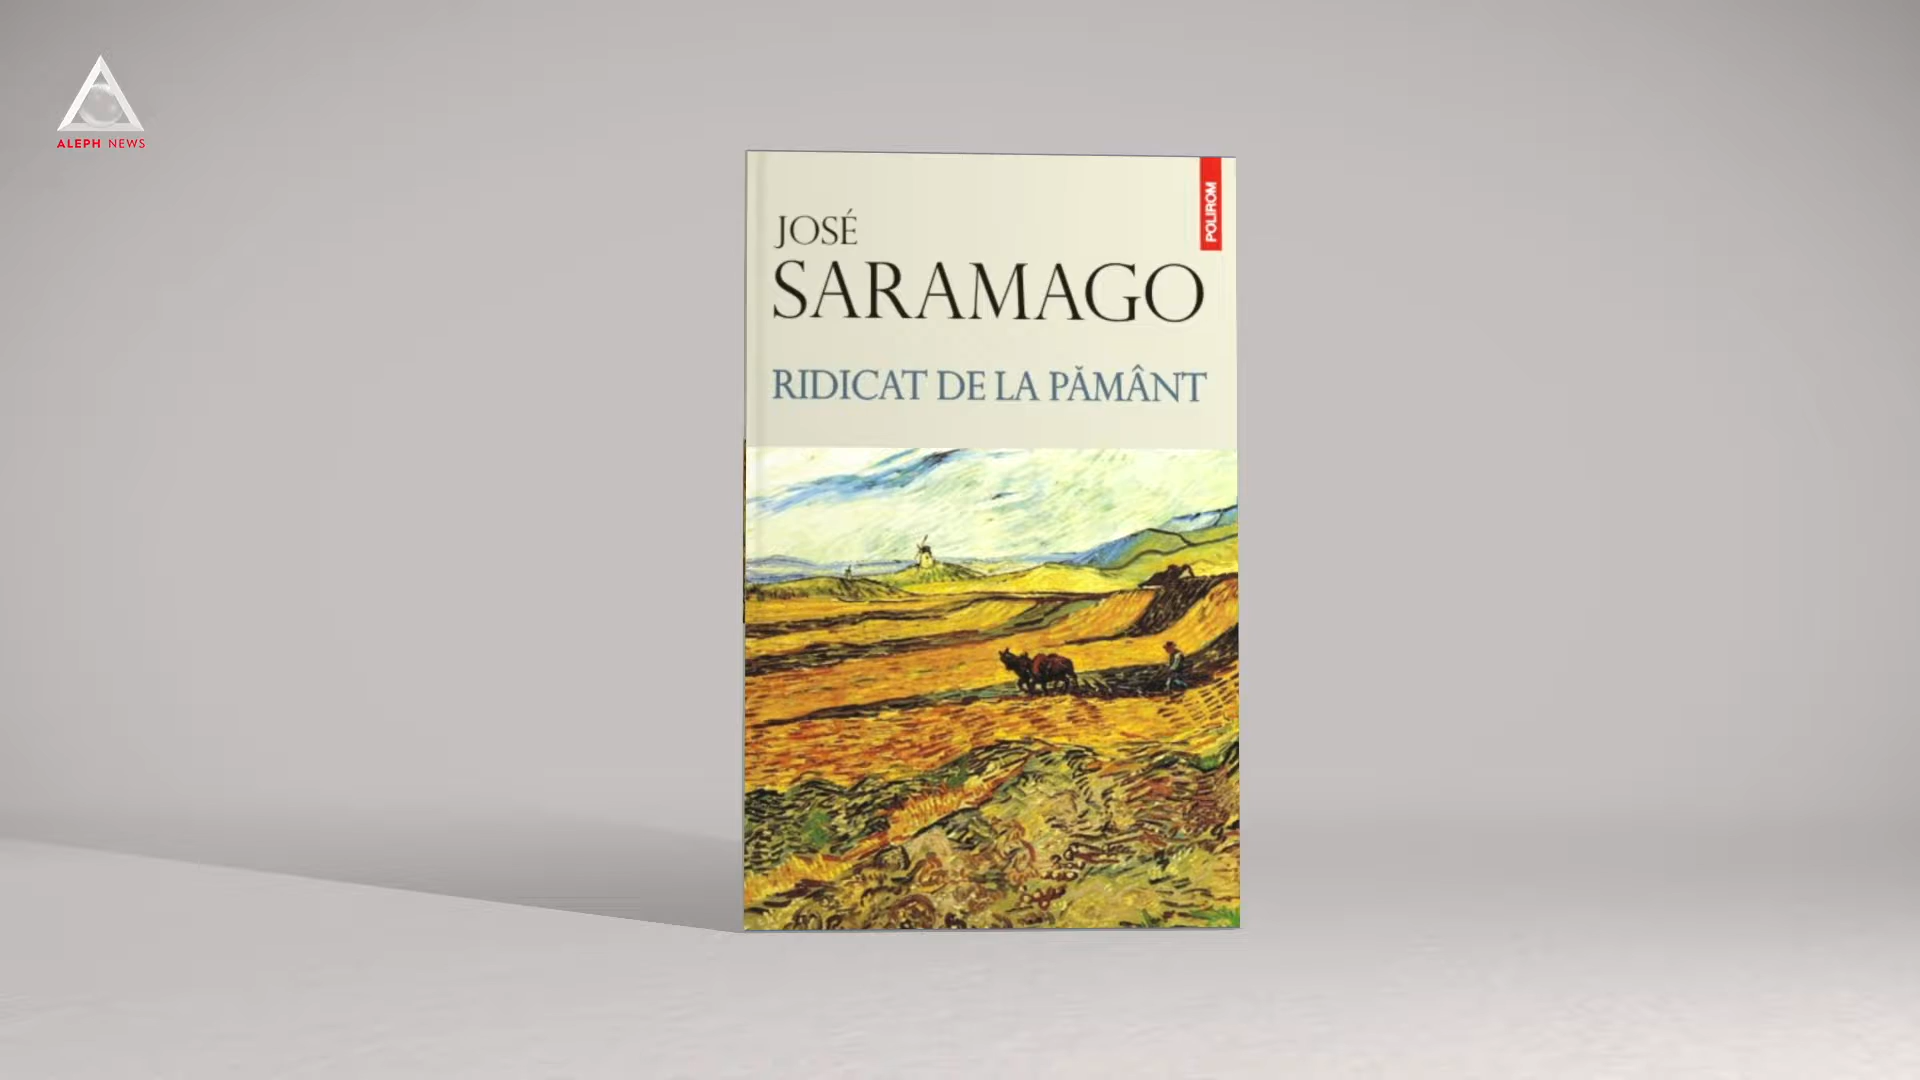 ALEPH NEWS
POLIROM
JOSÉ
SARAMAGO
RIDICAT DE LA PĂMÂNT